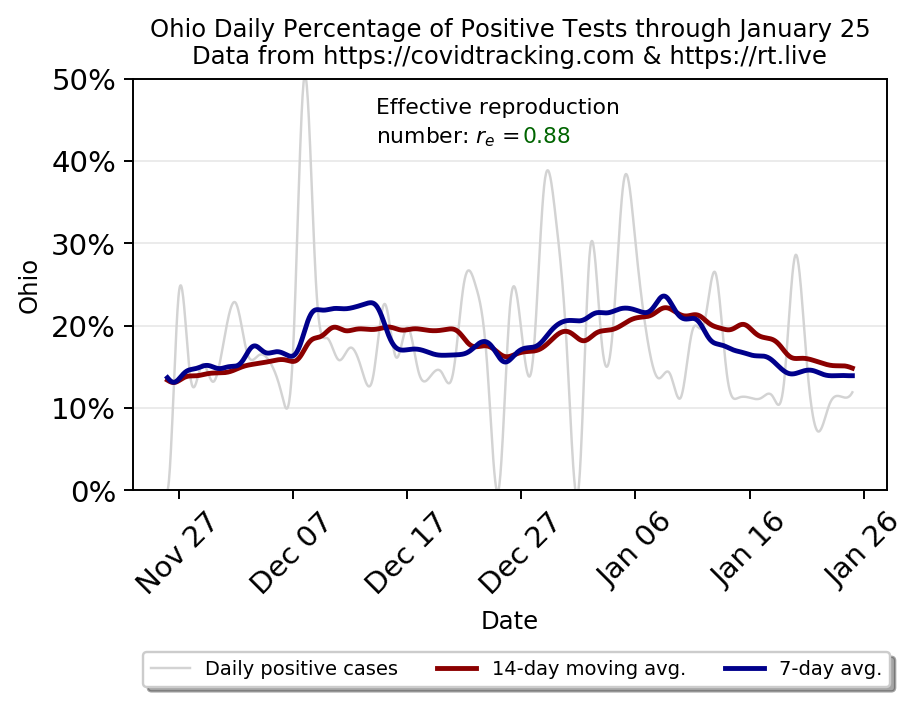 Ohio Daily Percentage of Positive Tests through January 25
Data from https://covidtracking.com & https://rt.live
50%
Effective reproduction
number: rₑ =0.88
40%
30%
Ohio
20%
10%
0%
Nov 27
Dec 07
Dec 17
Dec 27
Jan 06
Jan 16
Jan 26
Date
Daily positive cases
14-day moving avg.
7-day avg.